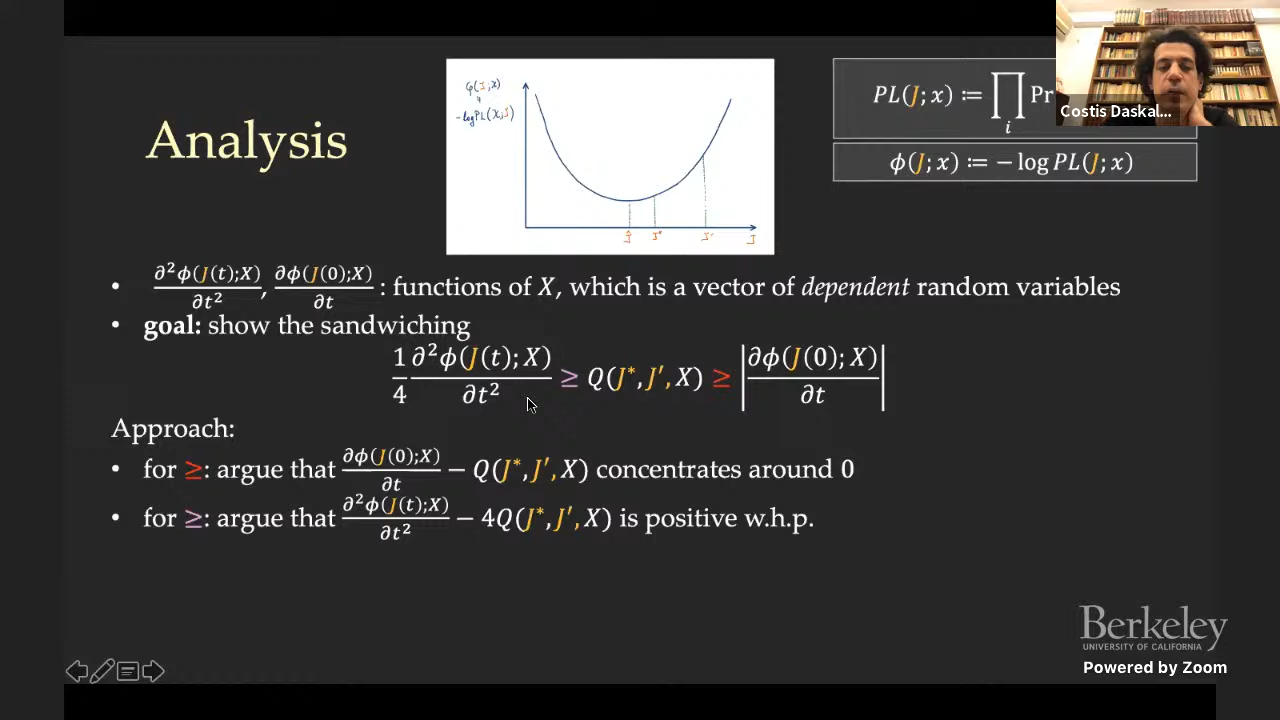 Analysis
φ(J;X)
-logPL(X;J)
Ĵ J* J' J
PL(J; x) ≔ ∏ᵢ Pr
Costis Daskal...
ϕ(J; x) ≔ − log PL(J; x)
• ∂²ϕ(J(t);X)/∂t², ∂ϕ(J(0);X)/∂t : functions of X, which is a vector of dependent random variables
• goal: show the sandwiching
1/4 ∂²ϕ(J(t); X)/∂t² ≥ Q(J*, J′, X) ≥ |∂ϕ(J(0); X)/∂t|
Approach:
• for ≥: argue that ∂ϕ(J(0);X)/∂t − Q(J*, J′, X) concentrates around 0
• for ≥: argue that ∂²ϕ(J(t);X)/∂t² − 4Q(J*, J′, X) is positive w.h.p.
Berkeley
UNIVERSITY OF CALIFORNIA
Powered by Zoom